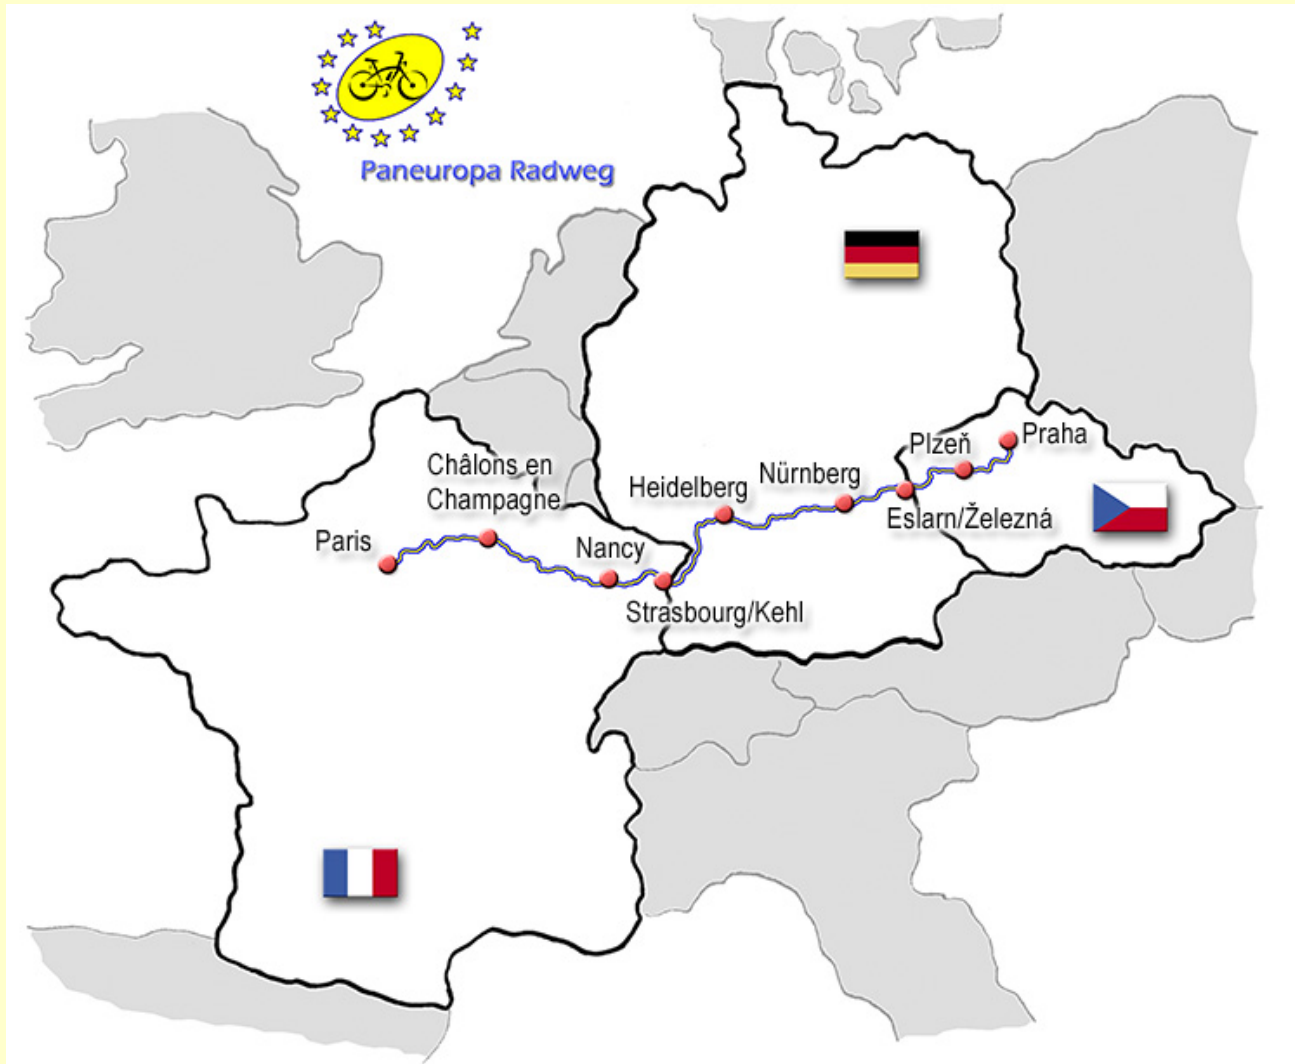 Paneuropa Radweg
Praha
Plzeň
Châlons en
Champagne
Nürnberg
Heidelberg
Eslarn/Železná
Paris
Nancy
Strasbourg/Kehl